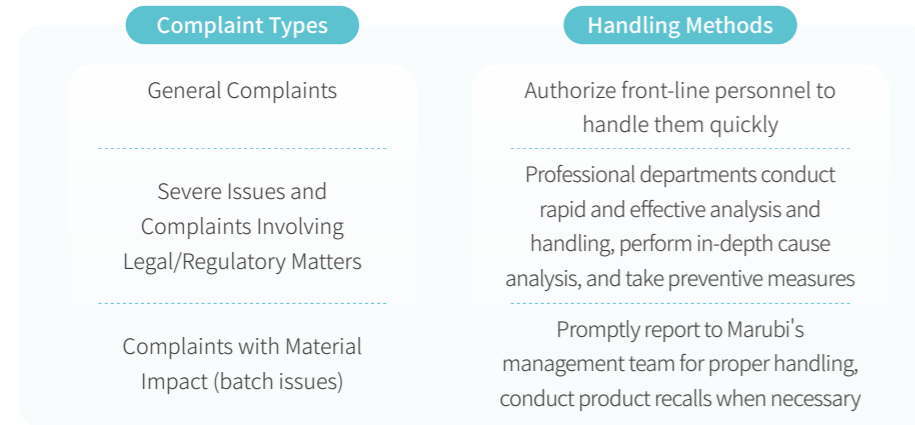 Complaint Types
Handling Methods
General Complaints
Authorize front-line personnel to
handle them quickly
Severe Issues and
Complaints Involving
Legal/Regulatory Matters
Professional departments conduct
rapid and effective analysis and
handling, perform in-depth cause
analysis, and take preventive measures
Complaints with Material
Impact (batch issues)
Promptly report to Marubi's
management team for proper handling,
conduct product recalls when necessary